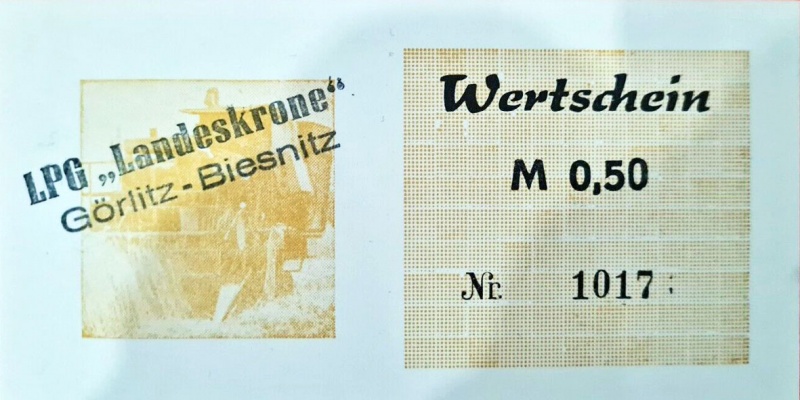 LPG „Landeskrone“
Görlitz-Biesnitz
Wertschein
M 0,50
Nr. 1017